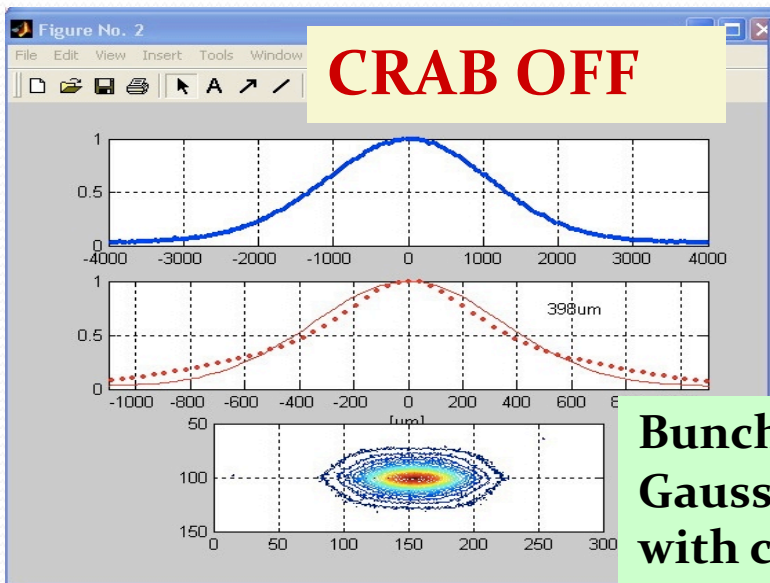 Figure No. 2
File Edit View Insert Tools Window
CRAB OFF
1
0.5
0
-4000 -3000 -2000 -1000 0 1000 2000 3000 4000
1
398um
0.5
0
-1000 -800 -600 -400 -200 0 200 400 600 8
[um]
50
100
150
0 50 100 150 200 250 300
Bunch
Gauss
with c